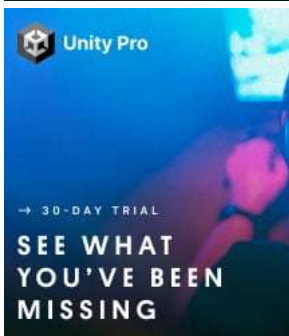 Unity Pro
→ 30-DAY TRIAL
SEE WHAT
YOU'VE BEEN
MISSING